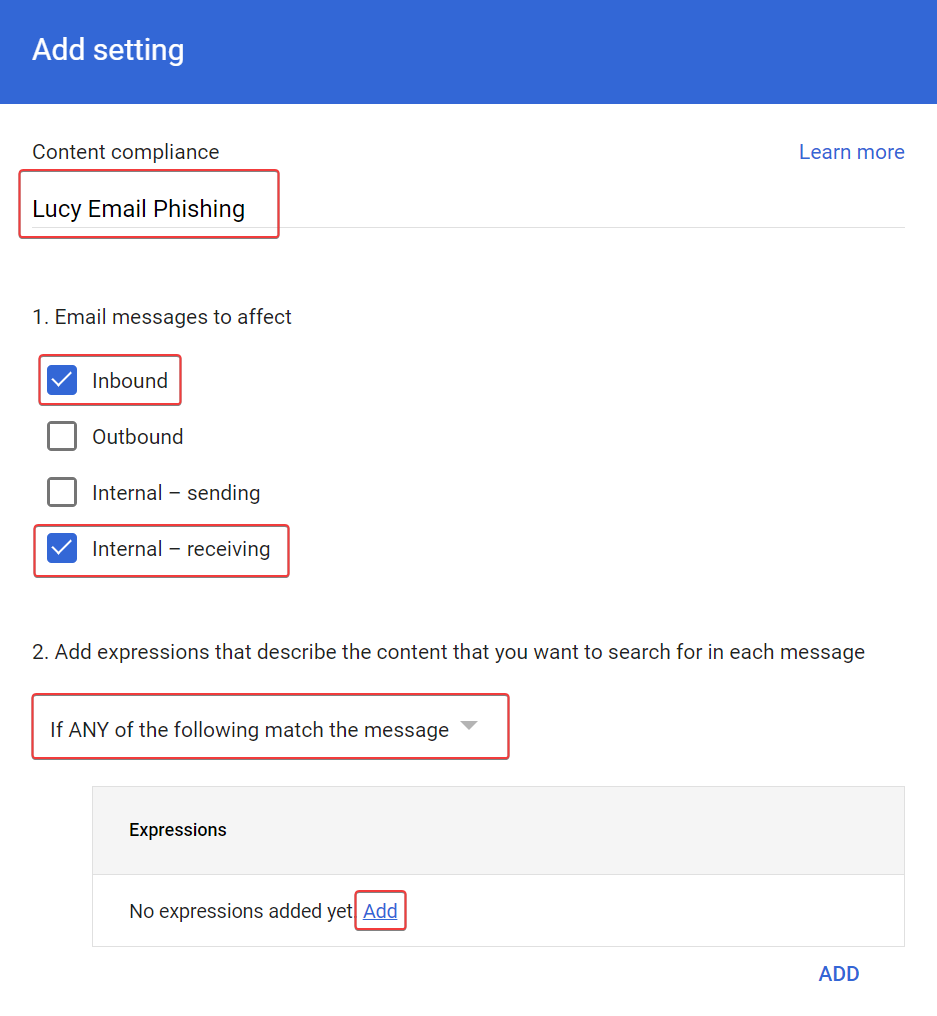 Add setting
Content compliance
Learn more
Lucy Email Phishing
1. Email messages to affect
Inbound
Outbound
Internal – sending
Internal – receiving
2. Add expressions that describe the content that you want to search for in each message
If ANY of the following match the message
Expressions
No expressions added yet. Add
ADD